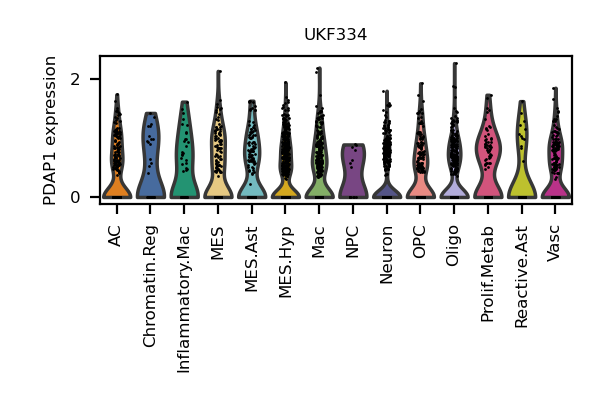 UKF334
PDAP1 expression
2
0
AC
Chromatin.Reg
Inflammatory.Mac
MES
MES.Ast
MES.Hyp
Mac
NPC
Neuron
OPC
Oligo
Prolif.Metab
Reactive.Ast
Vasc